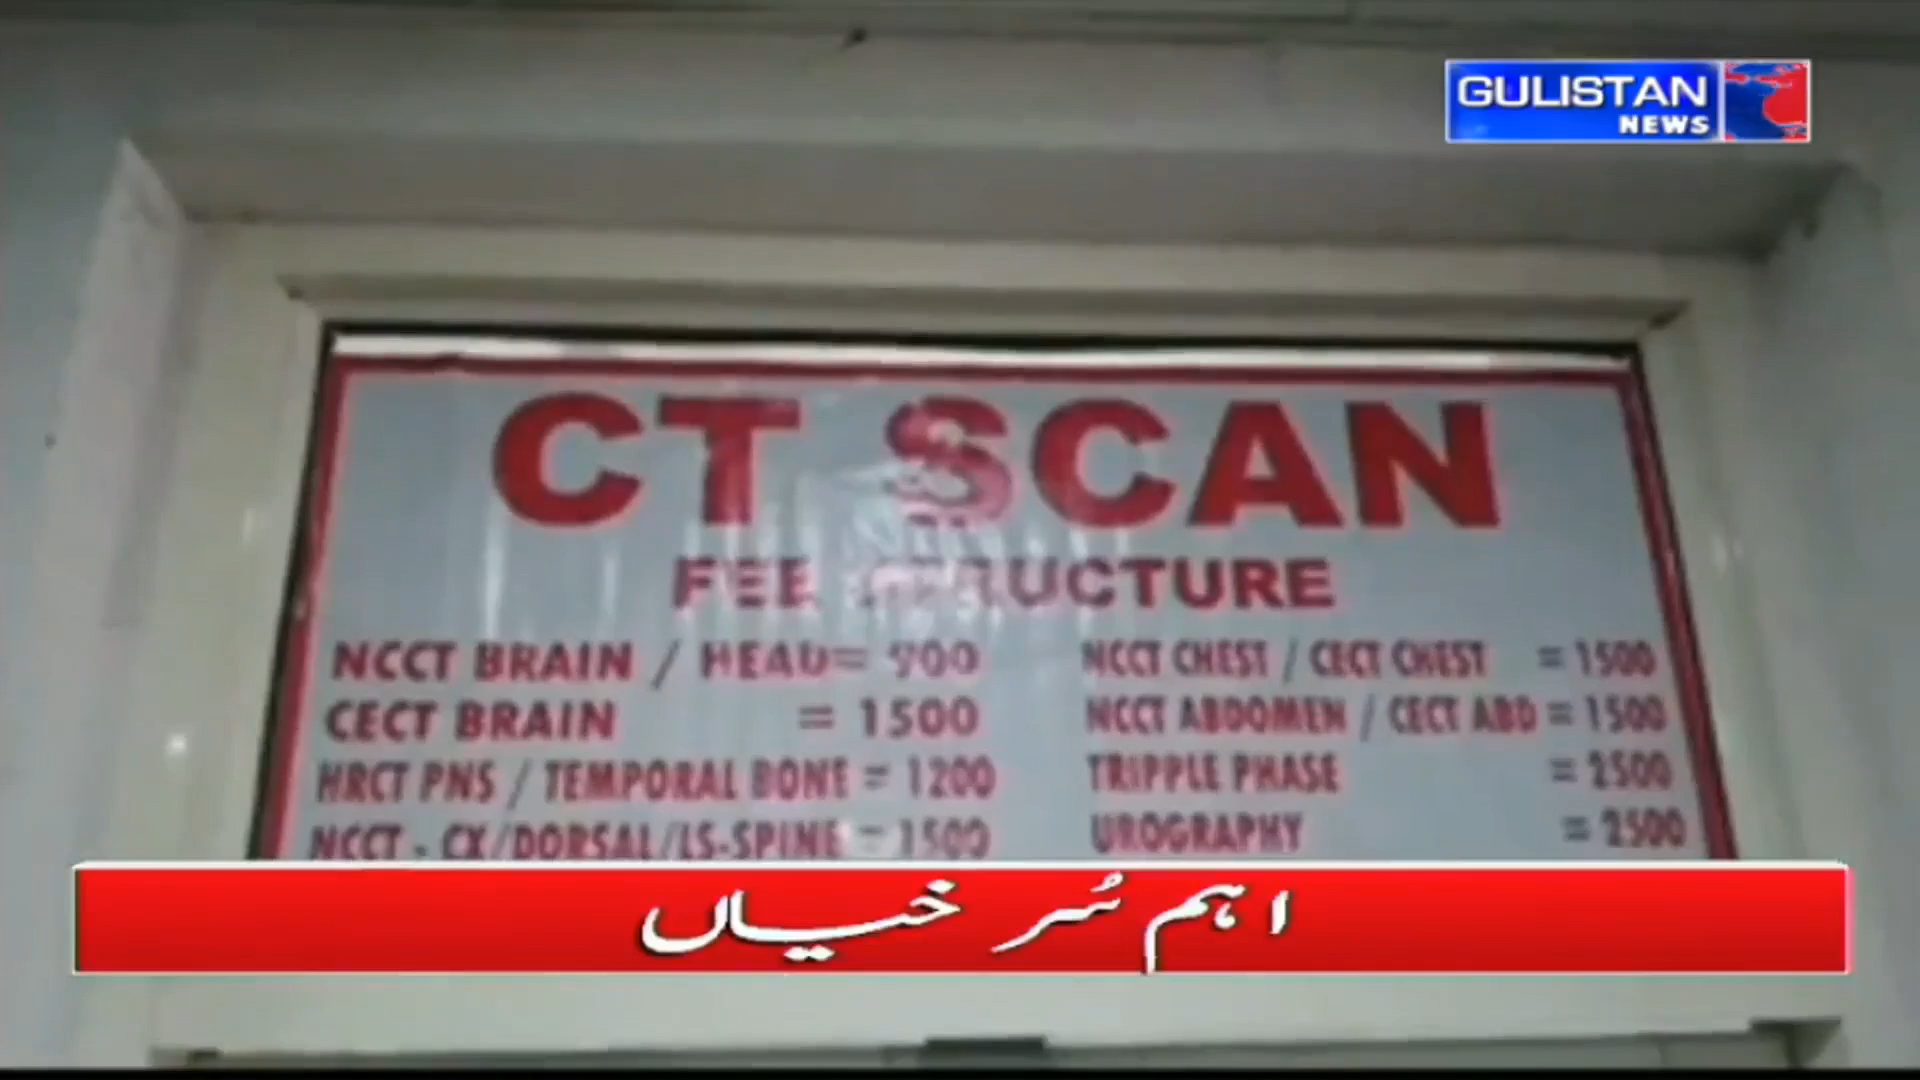 GULISTAN
NEWS
CT SCAN
FEE STRUCTURE
NCCT BRAIN / HEAD = 900
CECT BRAIN = 1500
HRCT PNS / TEMPORAL BONE = 1200
NCCT - CX/DORSAL/LS-SPINE = 1500
NCCT CHEST / CECT CHEST = 1500
NCCT ABDOMEN / CECT ABD = 1500
TRIPPLE PHASE = 2500
UROGRAPHY = 2500
اہم سُرخیاں